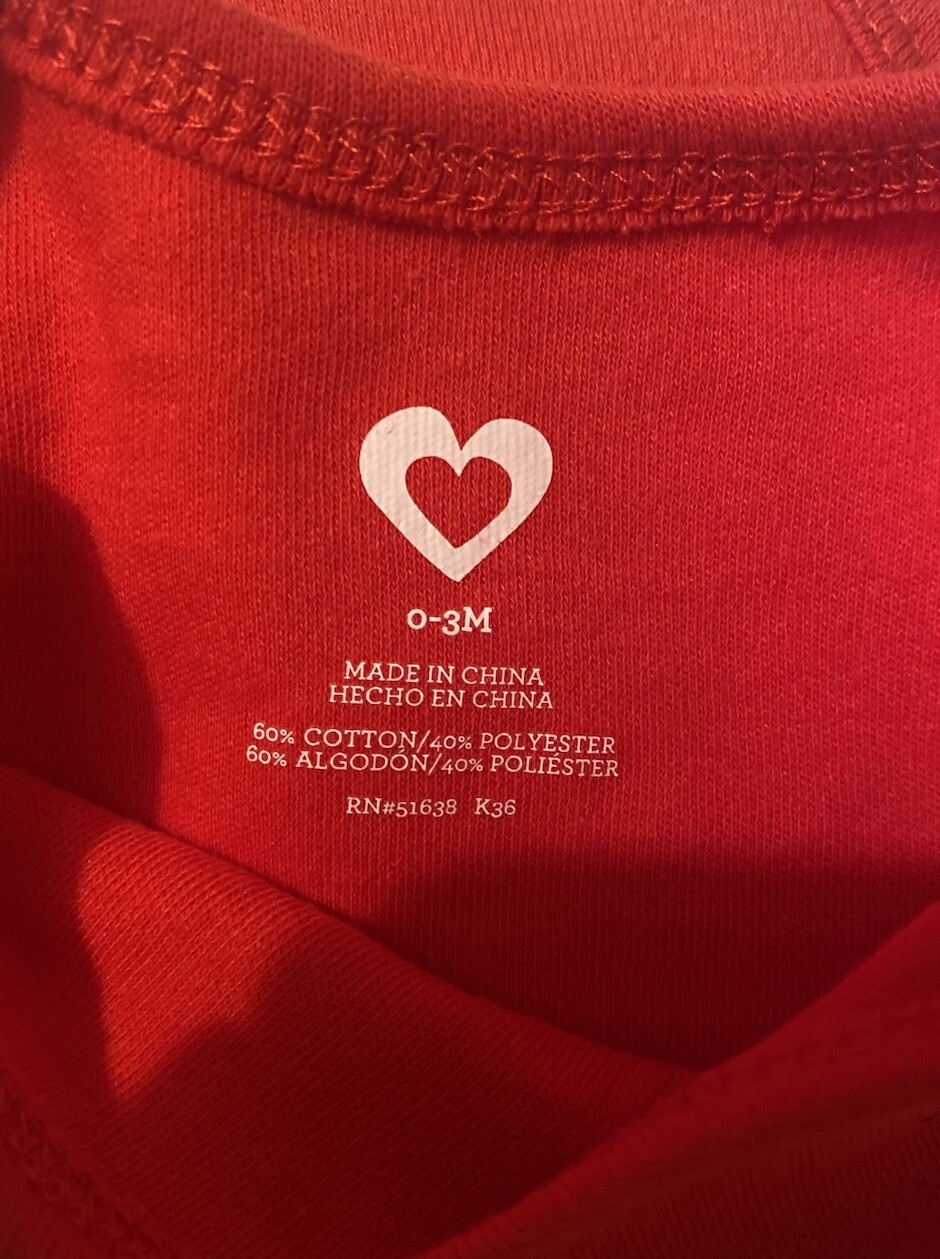 0-3M
MADE IN CHINA
HECHO EN CHINA
60% COTTON/40% POLYESTER
60% ALGODÓN/40% POLIÉSTER
RN#51638 K36